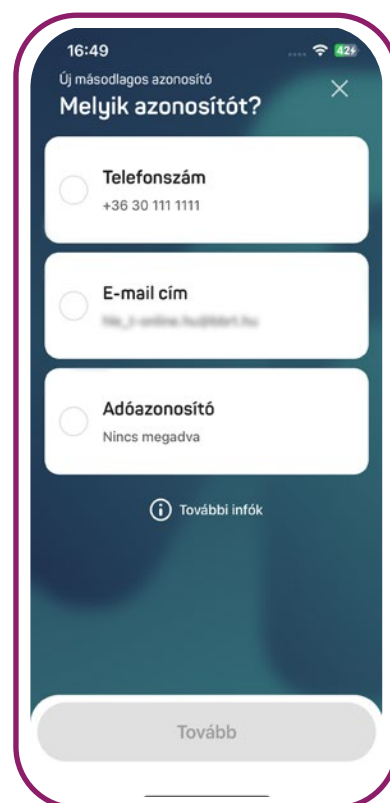 16:49
42
Új másodlagos azonosító
Melyik azonosítót?
Telefonszám
+36 30 111 1111
E-mail cím
Adóazonosító
Nincs megadva
További infók
Tovább